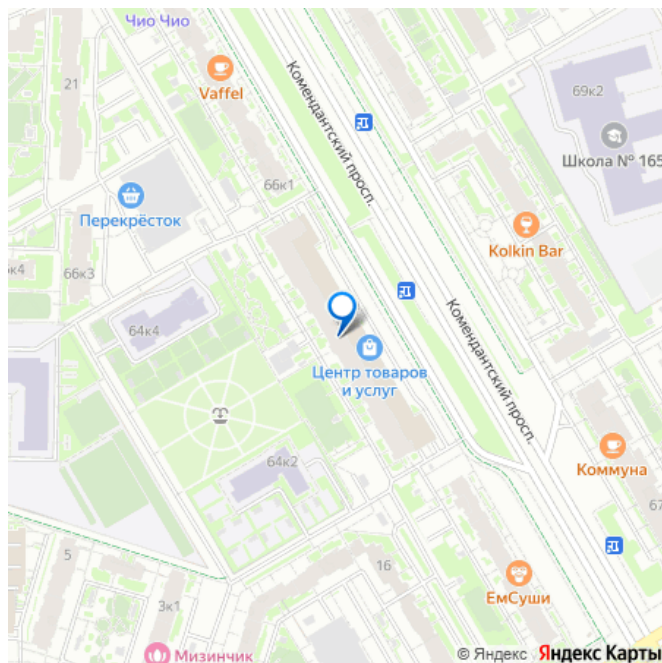 Чио Чио
Vaffel
21
Комендантский просп.
69к2
Школа № 165
66к1
Перекрёсток
Kolkin Bar
к4
66к3
64к4
Центр товаров
и услуг
Комендантский просп.
64к2
Коммуна
67
5
16
3к1
ЕмСуши
Мизинчик
© Яндекс Яндекс Карты